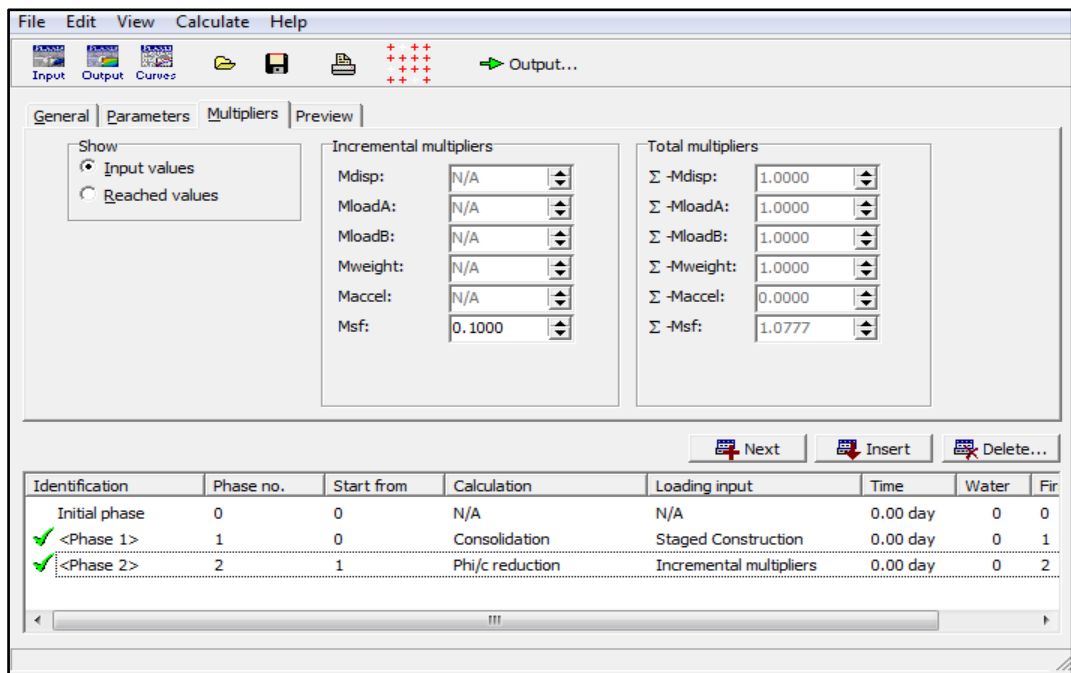 File Edit View Calculate Help
Input Output Curves Output...
General Parameters Multipliers Preview
Show
Input values
Reached values
Incremental multipliers
Mdisp: N/A
MloadA: N/A
MloadB: N/A
Mweight: N/A
Maccel: N/A
Msf: 0.1000
Total multipliers
Σ -Mdisp: 1.0000
Σ -MloadA: 1.0000
Σ -MloadB: 1.0000
Σ -Mweight: 1.0000
Σ -Maccel: 0.0000
Σ -Msf: 1.0777
Next Insert Delete...
Identification Phase no. Start from Calculation Loading input Time Water Fir
Initial phase 0 0 N/A N/A 0.00 day 0 0
<Phase 1> 1 0 Consolidation Staged Construction 0.00 day 0 1
<Phase 2> 2 1 Phi/c reduction Incremental multipliers 0.00 day 0 2